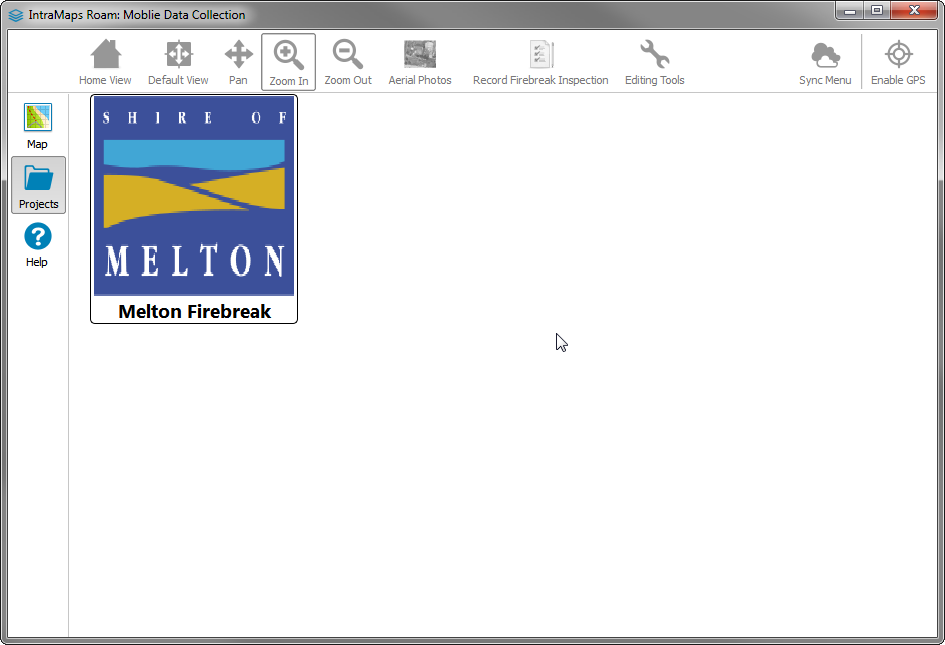 IntraMaps Roam: Moblie Data Collection
Home View
Default View
Pan
Zoom In
Zoom Out
Aerial Photos
Record Firebreak Inspection
Editing Tools
Sync Menu
Enable GPS
Map
Projects
Help
SHIRE OF
MELTON
Melton Firebreak